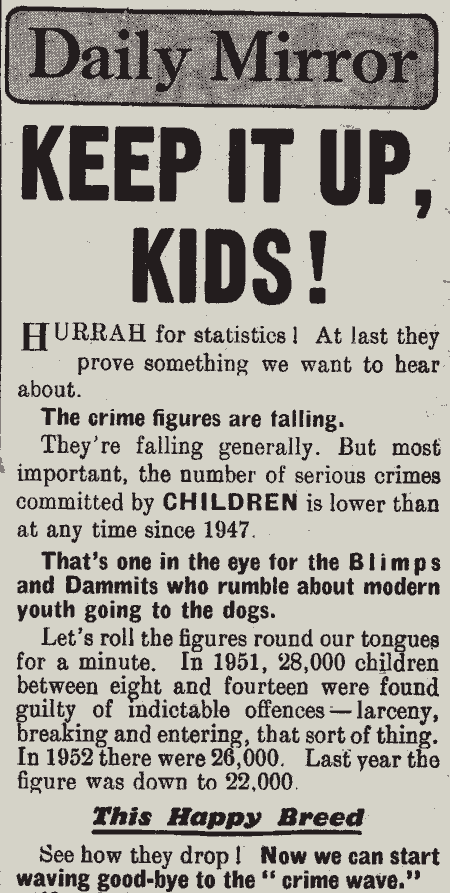 Daily Mirror
KEEP IT UP,
KIDS!
HURRAH for statistics! At last they
prove something we want to hear
about.
The crime figures are falling.
They're falling generally. But most
important, the number of serious crimes
committed by CHILDREN is lower than
at any time since 1947.
That's one in the eye for the Blimps
and Dammits who rumble about modern
youth going to the dogs.
Let's roll the figures round our tongues
for a minute. In 1951, 28,000 children
between eight and fourteen were found
guilty of indictable offences — larceny,
breaking and entering, that sort of thing.
In 1952 there were 26,000. Last year the
figure was down to 22,000.
This Happy Breed
See how they drop! Now we can start
waving good-bye to the " crime wave."